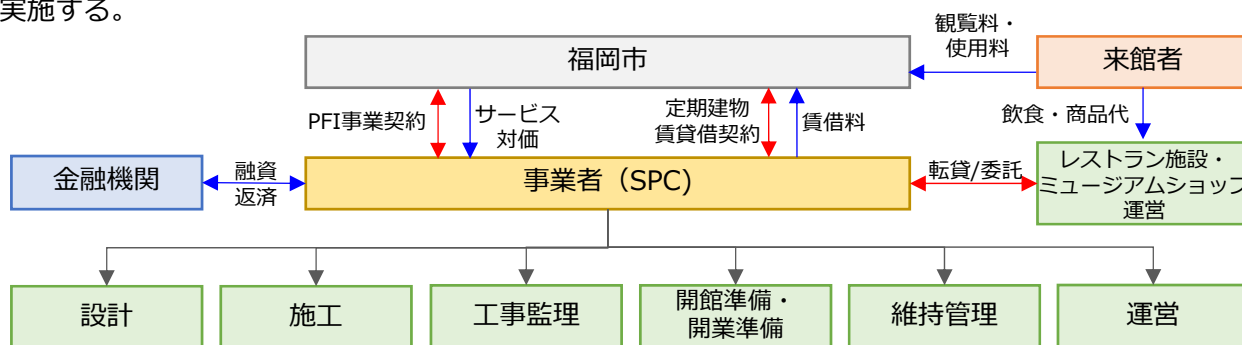 実施する。
観覧料・
使用料
福岡市
来館者
PFI事業契約
サービス
対価
定期建物
賃貸借契約
賃借料
飲食・商品代
金融機関
融資
返済
事業者（SPC)
転貸/委託
レストラン施設・
ミュージアムショップ
運営
設計
施工
工事監理
開館準備・
開業準備
維持管理
運営